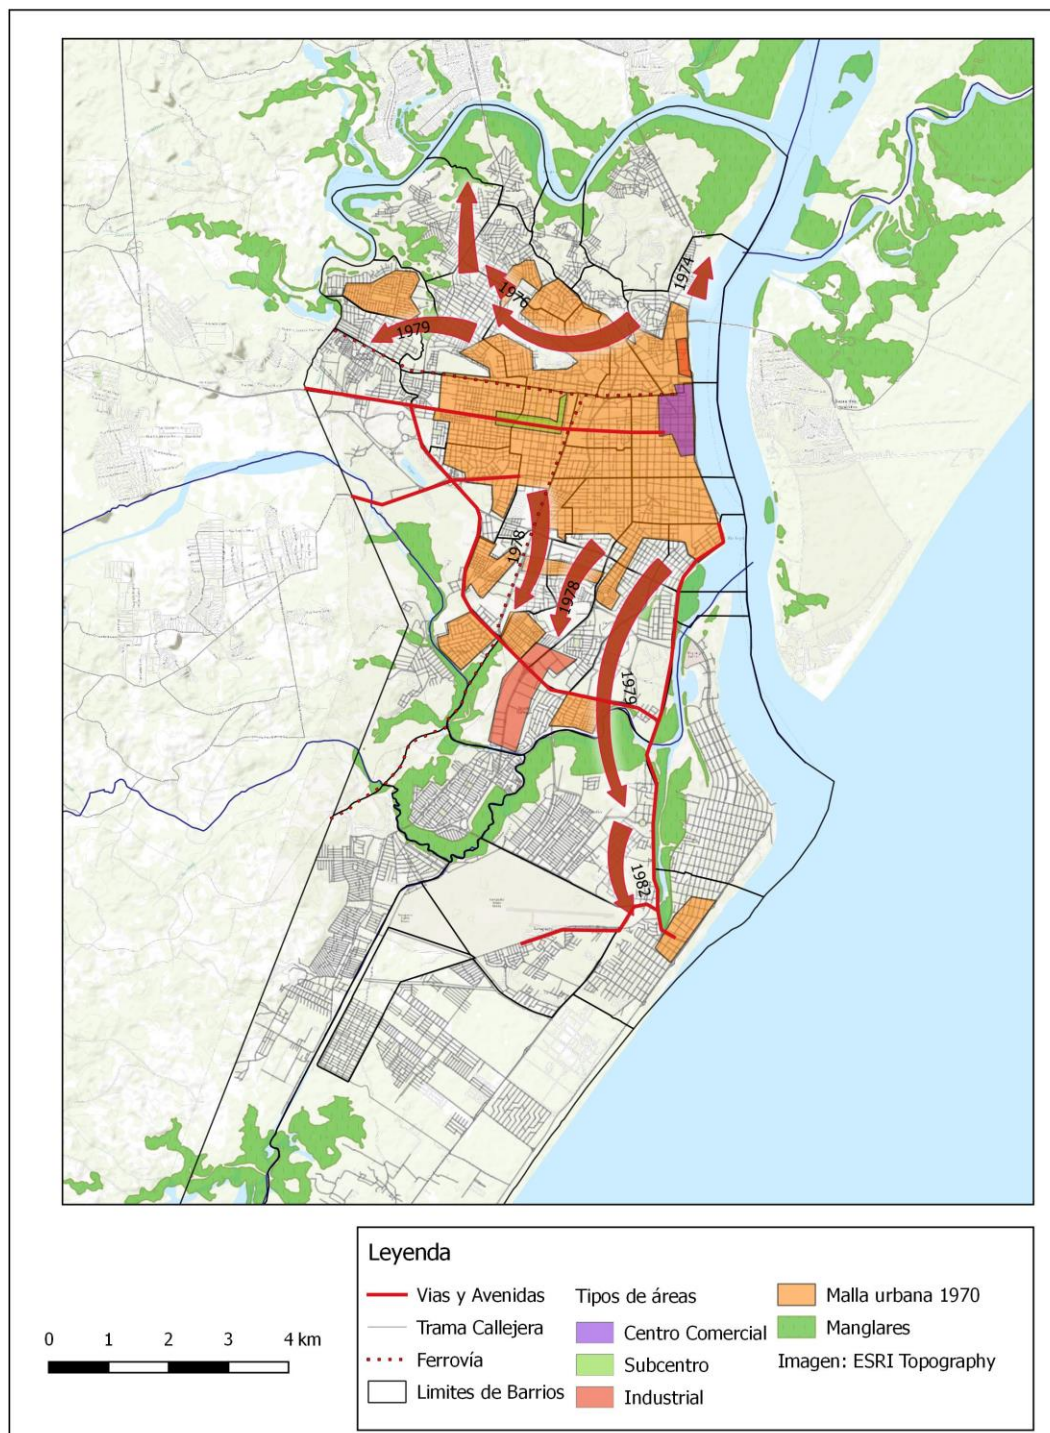 1974
1976
1979
1978
1978
1979
1982
Leyenda
Vias y Avenidas
Trama Callejera
Ferrovía
Limites de Barrios
Tipos de áreas
Centro Comercial
Subcentro
Industrial
Malla urbana 1970
Manglares
Imagen: ESRI Topography
0 1 2 3 4 km